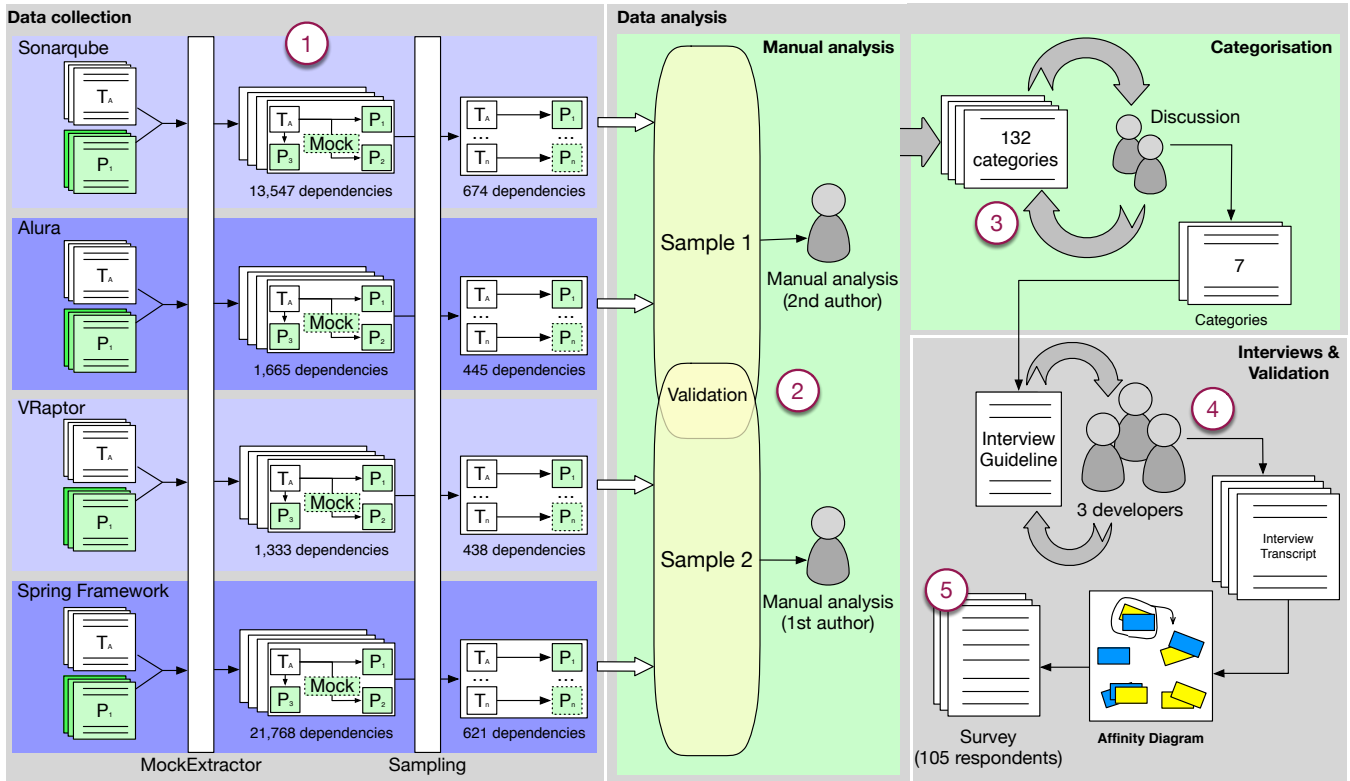 Data collection
Sonarqube
1
T_A
P_1
T_A
P_1
Mock
P_3
P_2
13,547 dependencies
T_A
P_1
...
...
T_n
P_n
674 dependencies
Alura
T_A
P_1
T_A
P_1
Mock
P_3
P_2
1,665 dependencies
T_A
P_1
...
...
T_n
P_n
445 dependencies
VRaptor
T_A
P_1
T_A
P_1
Mock
P_3
P_2
1,333 dependencies
T_A
P_1
...
...
T_n
P_n
438 dependencies
Spring Framework
T_A
P_1
T_A
P_1
Mock
P_3
P_2
21,768 dependencies
T_A
P_1
...
...
T_n
P_n
621 dependencies
MockExtractor
Sampling
Data analysis
Manual analysis
Sample 1
Manual analysis
(2nd author)
Validation
2
Sample 2
Manual analysis
(1st author)
Categorisation
132
categories
Discussion
3
7
Categories
Interviews &
Validation
Interview
Guideline
3 developers
4
Interview
Transcript
5
Survey
(105 respondents)
Affinity Diagram